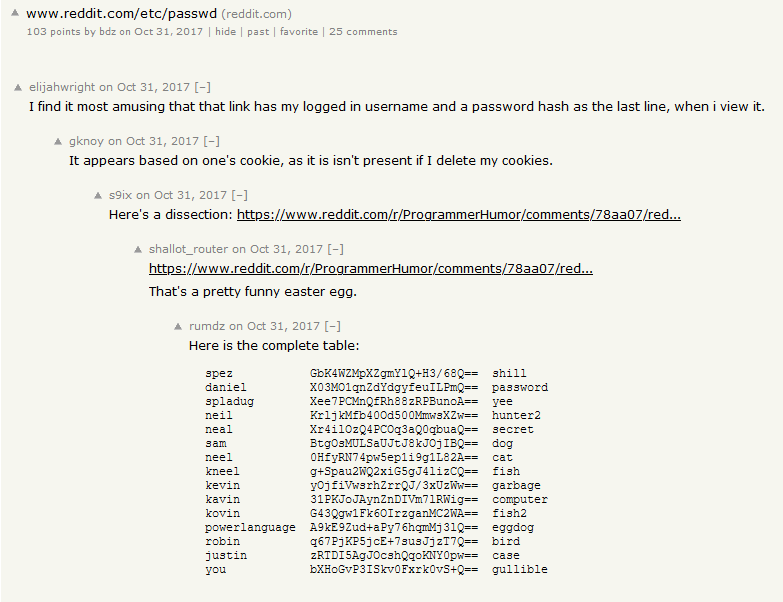 www.reddit.com/etc/passwd (reddit.com)
103 points by bdz on Oct 31, 2017 | hide | past | favorite | 25 comments
elijahwright on Oct 31, 2017 [–]
I find it most amusing that that link has my logged in username and a password hash as the last line, when i view it.
gknoy on Oct 31, 2017 [–]
It appears based on one's cookie, as it is isn't present if I delete my cookies.
s9ix on Oct 31, 2017 [–]
Here's a dissection: https://www.reddit.com/r/ProgrammerHumor/comments/78aa07/red...
shallot_router on Oct 31, 2017 [–]
https://www.reddit.com/r/ProgrammerHumor/comments/78aa07/red...
That's a pretty funny easter egg.
rumdz on Oct 31, 2017 [–]
Here is the complete table:
spez GbK4WZMpXZgmYlQ+H3/68Q== shill
daniel X03MO1qnZdYdgyfeuILPmQ== password
spladug Xee7PCMnQfRh88zRPBunoA== yee
neil KrljkMfb40Od500MmwsXZw== hunter2
neal Xr4ilOzQ4PCOq3aQ0qbuaQ== secret
sam BtgOsMULSaUJtJ8kJOjIBQ== dog
neel 0HfyRN74pw5ep1i9g1L82A== cat
kneel g+Spau2WQ2xiG5gJ4lizCQ== fish
kevin yOjfiVwsrhZrrQJ/3xUzWw== garbage
kavin 31PKJoJAynZnDIVm7lRWig== computer
kovin G43Qgw1Fk6OIrzganMC2WA== fish2
powerlanguage A9kE9Zud+aPy76hqmMj3lQ== eggdog
robin q67PjKP5jcE+7susJjzT7Q== bird
justin zRTDI5AgJOcshQqoKNY0pw== case
you bXHoGvP3ISkv0Fxrk0vS+Q== gullible